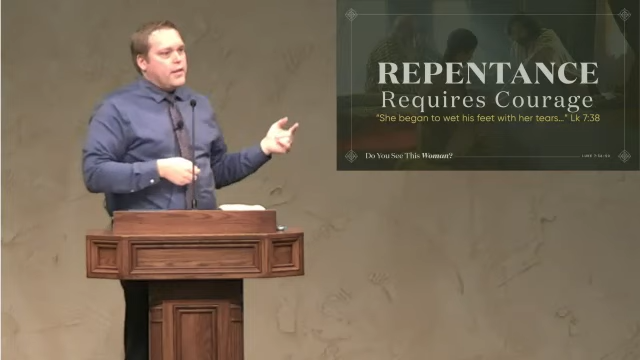 REPENTANCE
Requires Courage
"She began to wet his feet with her tears..." Lk 7:38
Do You See This Woman?